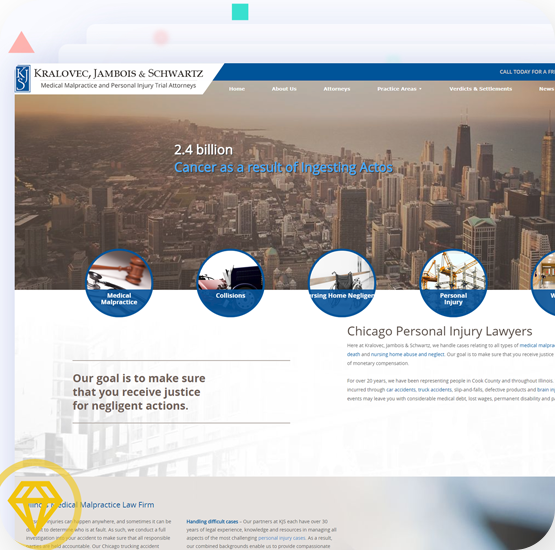 KJS
KRALOVEC, JAMBOIS & SCHWARTZ
Medical Malpractice and Personal Injury Trial Attorneys
CALL TODAY FOR A FR
Home About Us Attorneys Practice Areas Verdicts & Settlements News
2.4 billion
Cancer as a result of Ingesting Actos
Medical
Malpractice
Collisions
rsing Home Negligen
Personal
Injury
W
Chicago Personal Injury Lawyers
Here at Kralovec, Jambois & Schwartz, we handle cases relating to all types of medical malpra
death and nursing home abuse and neglect. Our goal is to make sure that you receive justice
of monetary compensation.
For over 20 years, we have been representing people in Cook County and throughout Illinois.
incurred through car accidents, truck accidents, slip-and-falls, defective products and brain in
events may leave you with considerable medical debt, lost wages, permanent disability and p
Our goal is to make sure
that you receive justice
for negligent actions.
Illinois Medical Malpractice Law Firm
injuries can happen anywhere, and sometimes it can be
to determine who is at fault. As such, we conduct a full
investigation into your accident to make sure that all responsible
are held accountable. Our Chicago trucking accident
Handling difficult cases – Our partners at KJS each have over 30
years of legal experience, knowledge and resources in managing all
aspects of the most challenging personal injury cases. As a result,
our combined backgrounds enable us to provide compassionate